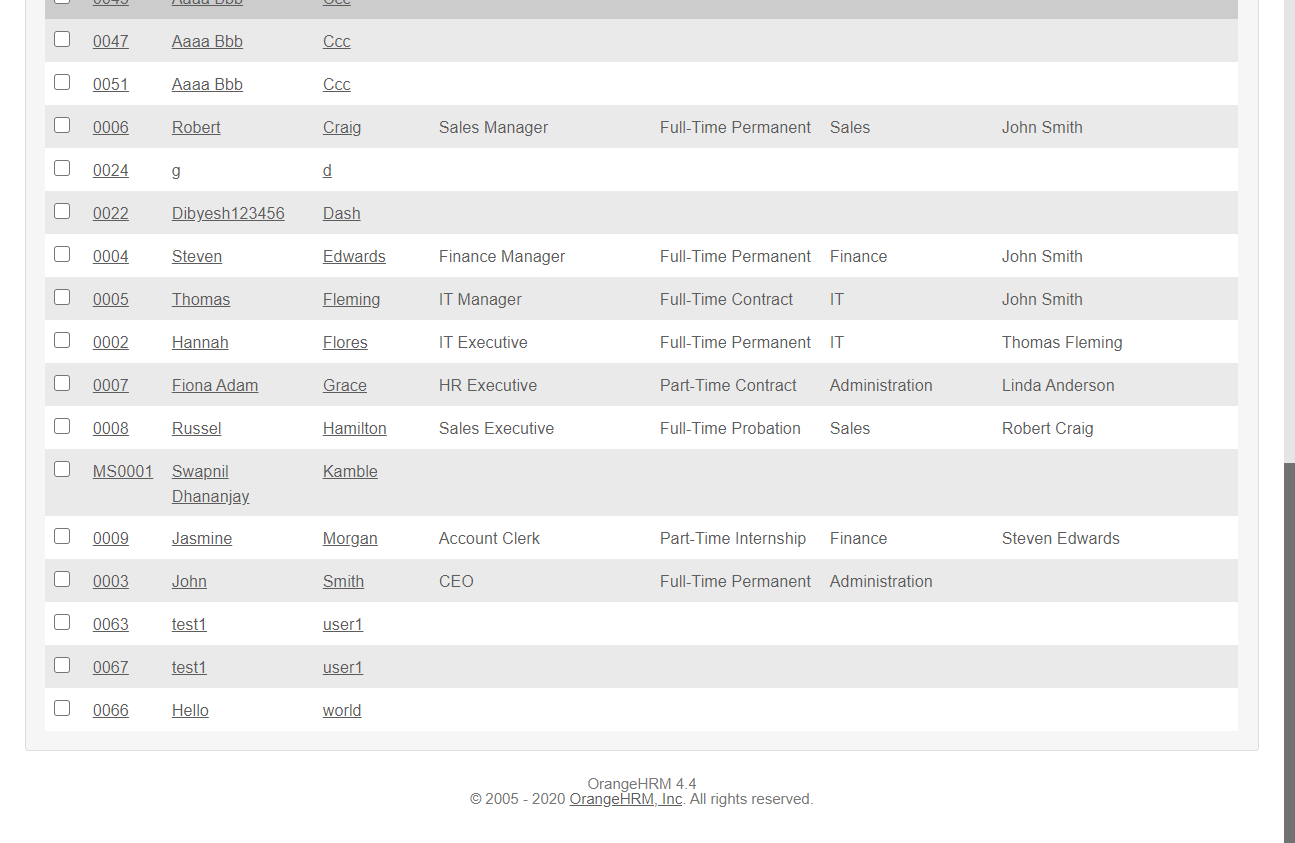 0047 Aaaa Bbb Ccc
0051 Aaaa Bbb Ccc
0006 Robert Craig Sales Manager Full-Time Permanent Sales John Smith
0024 g d
0022 Dibyesh123456 Dash
0004 Steven Edwards Finance Manager Full-Time Permanent Finance John Smith
0005 Thomas Fleming IT Manager Full-Time Contract IT John Smith
0002 Hannah Flores IT Executive Full-Time Permanent IT Thomas Fleming
0007 Fiona Adam Grace HR Executive Part-Time Contract Administration Linda Anderson
0008 Russel Hamilton Sales Executive Full-Time Probation Sales Robert Craig
MS0001 Swapnil Kamble
Dhananjay
0009 Jasmine Morgan Account Clerk Part-Time Internship Finance Steven Edwards
0003 John Smith CEO Full-Time Permanent Administration
0063 test1 user1
0067 test1 user1
0066 Hello world
OrangeHRM 4.4
© 2005 - 2020 OrangeHRM, Inc. All rights reserved.